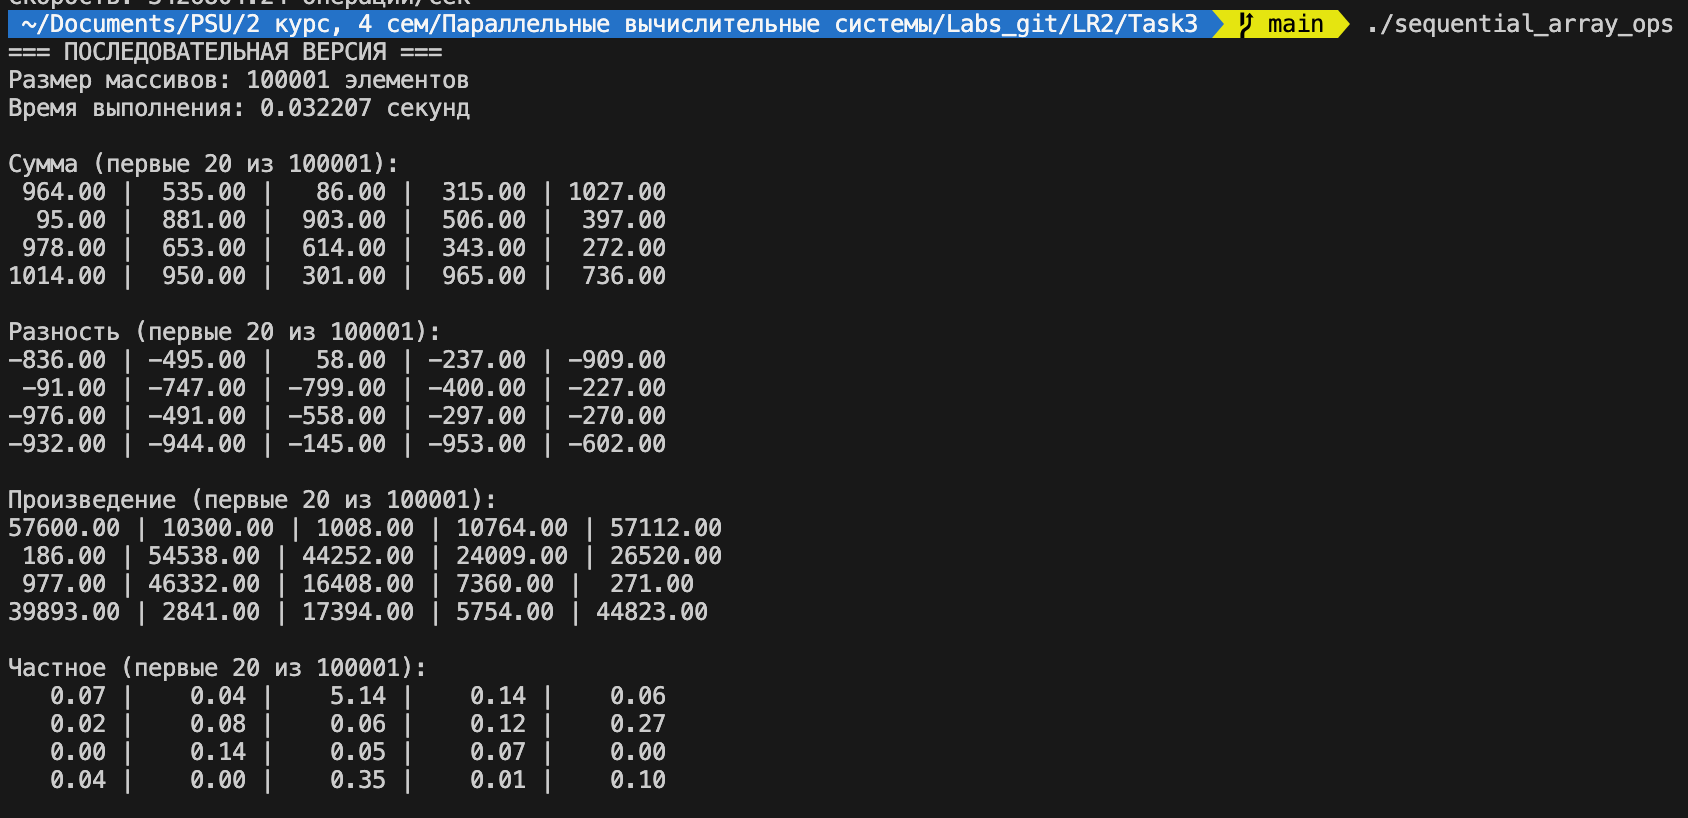 ~/Documents/PSU/2 курс, 4 сем/Параллельные вычислительные системы/Labs_git/LR2/Task3 main ./sequential_array_ops
=== ПОСЛЕДОВАТЕЛЬНАЯ ВЕРСИЯ ===
Размер массивов: 100001 элементов
Время выполнения: 0.032207 секунд
Сумма (первые 20 из 100001):
964.00 | 535.00 | 86.00 | 315.00 | 1027.00
95.00 | 881.00 | 903.00 | 506.00 | 397.00
978.00 | 653.00 | 614.00 | 343.00 | 272.00
1014.00 | 950.00 | 301.00 | 965.00 | 736.00
Разность (первые 20 из 100001):
-836.00 | -495.00 | 58.00 | -237.00 | -909.00
-91.00 | -747.00 | -799.00 | -400.00 | -227.00
-976.00 | -491.00 | -558.00 | -297.00 | -270.00
-932.00 | -944.00 | -145.00 | -953.00 | -602.00
Произведение (первые 20 из 100001):
57600.00 | 10300.00 | 1008.00 | 10764.00 | 57112.00
186.00 | 54538.00 | 44252.00 | 24009.00 | 26520.00
977.00 | 46332.00 | 16408.00 | 7360.00 | 271.00
39893.00 | 2841.00 | 17394.00 | 5754.00 | 44823.00
Частное (первые 20 из 100001):
0.07 | 0.04 | 5.14 | 0.14 | 0.06
0.02 | 0.08 | 0.06 | 0.12 | 0.27
0.00 | 0.14 | 0.05 | 0.07 | 0.00
0.04 | 0.00 | 0.35 | 0.01 | 0.10